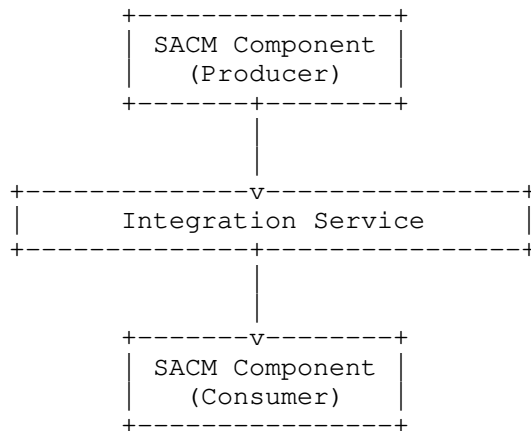 SACM Component
(Producer)
Integration Service
SACM Component
(Consumer)